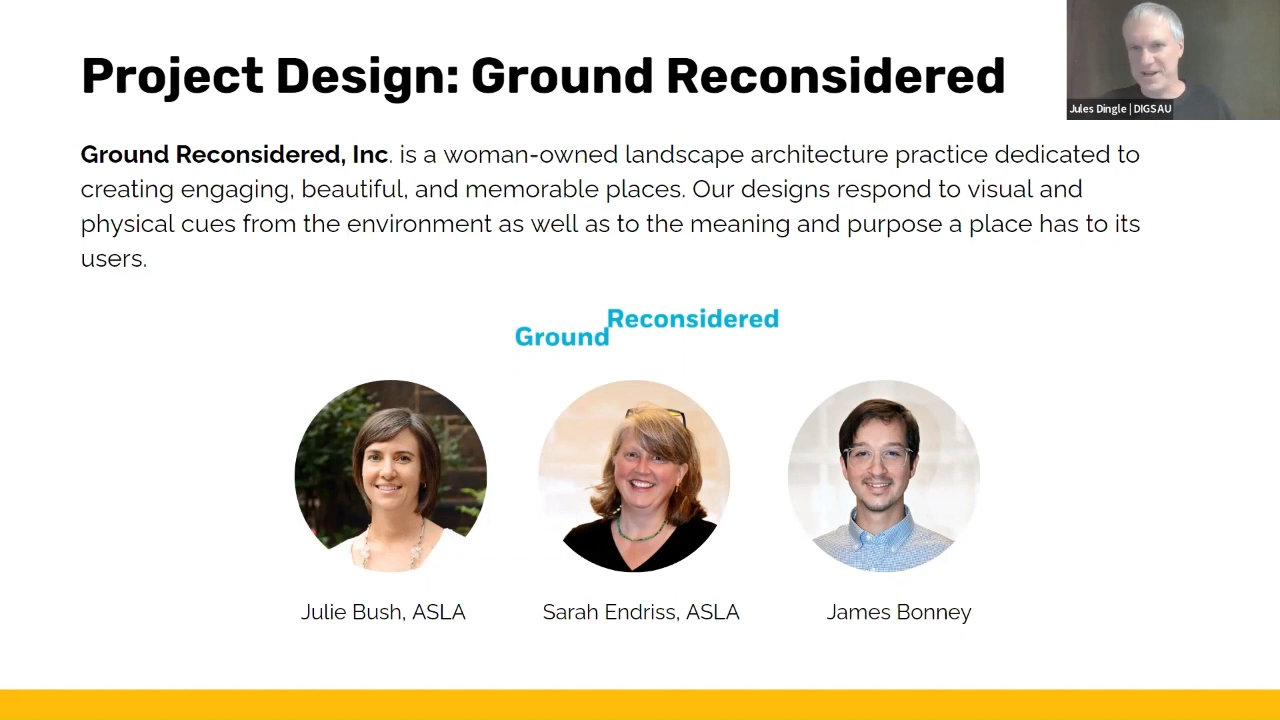 Project Design: Ground Reconsidered
Jules Dingle | DIGSAU
Ground Reconsidered, Inc. is a woman-owned landscape architecture practice dedicated to
creating engaging, beautiful, and memorable places. Our designs respond to visual and
physical cues from the environment as well as to the meaning and purpose a place has to its
users.
Ground Reconsidered
Julie Bush, ASLA
Sarah Endriss, ASLA
James Bonney